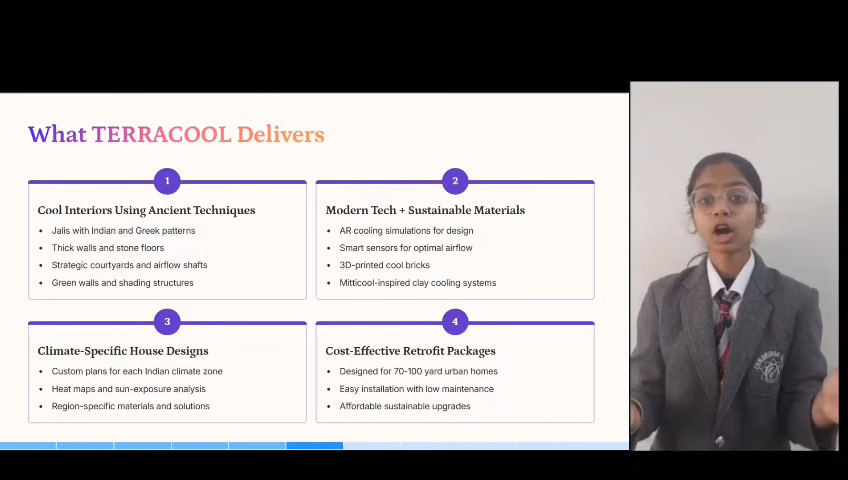 What TERRACOOL Delivers
1
Cool Interiors Using Ancient Techniques
• Jalis with Indian and Greek patterns
• Thick walls and stone floors
• Strategic courtyards and airflow shafts
• Green walls and shading structures
2
Modern Tech + Sustainable Materials
• AR cooling simulations for design
• Smart sensors for optimal airflow
• 3D-printed cool bricks
• Mitticool-inspired clay cooling systems
3
Climate-Specific House Designs
• Custom plans for each Indian climate zone
• Heat maps and sun-exposure analysis
• Region-specific materials and solutions
4
Cost-Effective Retrofit Packages
• Designed for 70-100 yard urban homes
• Easy installation with low maintenance
• Affordable sustainable upgrades